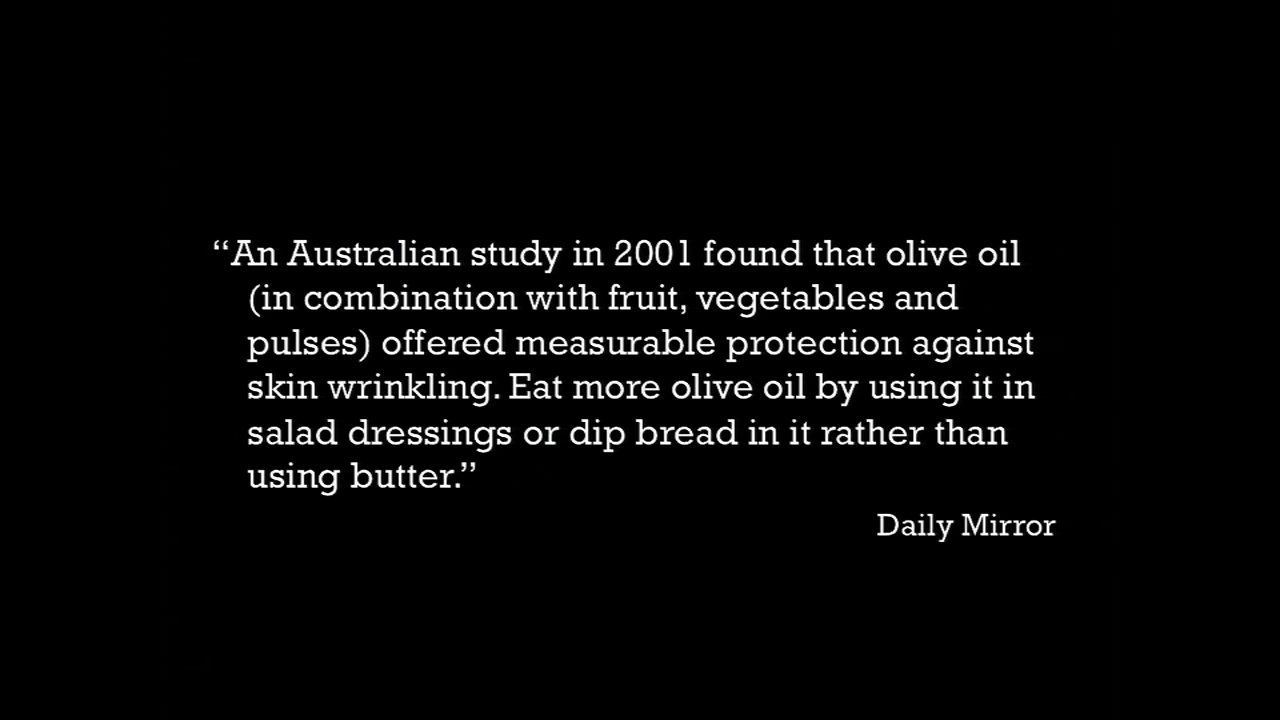 “An Australian study in 2001 found that olive oil
(in combination with fruit, vegetables and
pulses) offered measurable protection against
skin wrinkling. Eat more olive oil by using it in
salad dressings or dip bread in it rather than
using butter.”
Daily Mirror